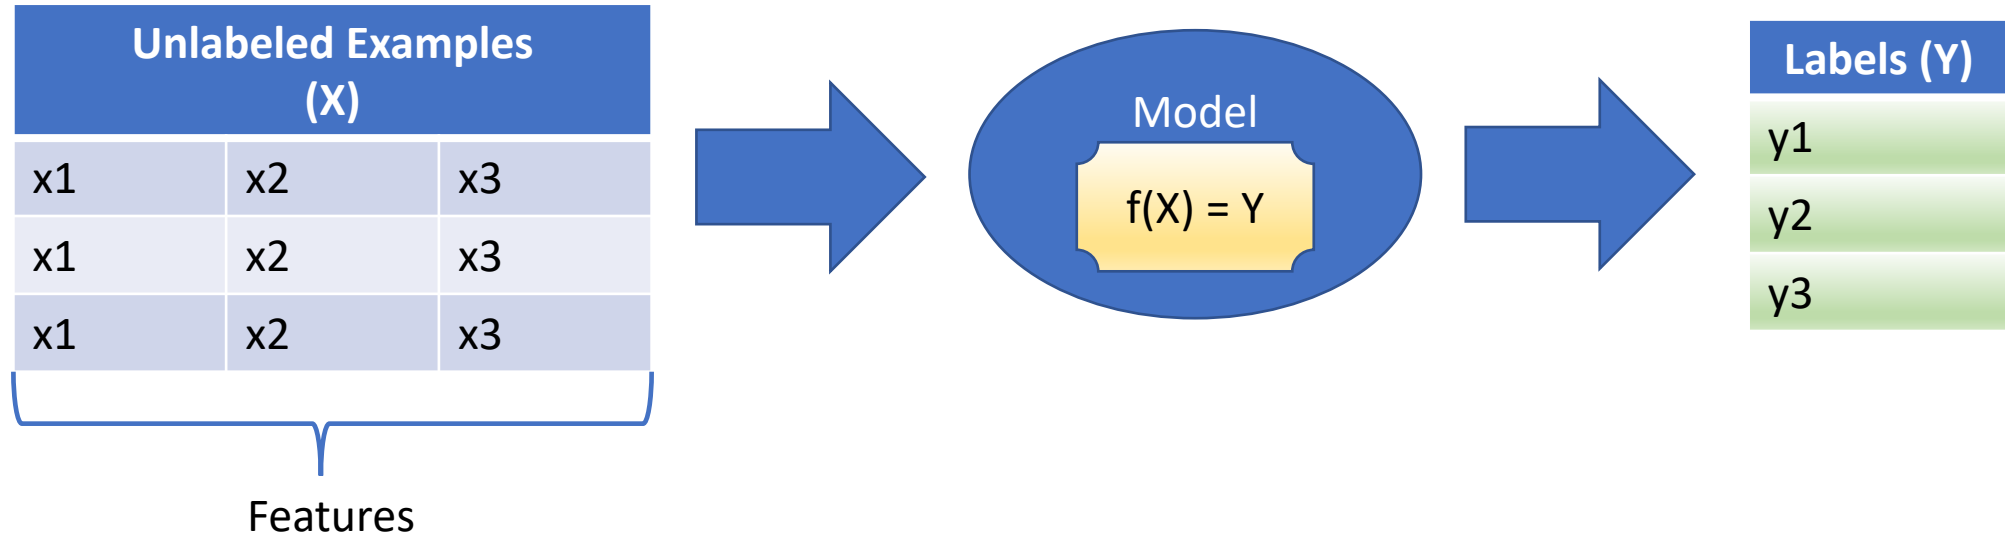 Unlabeled Examples
(X)
x1 x2 x3
x1 x2 x3
x1 x2 x3
Features
Model
f(X) = Y
Labels (Y)
y1
y2
y3